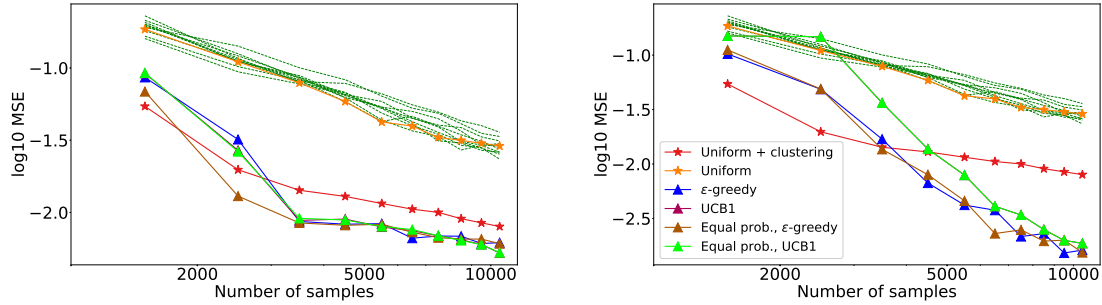 −1.0
−1.5
−2.0
log10 MSE
2000
5000
10000
Number of samples
−1.0
−1.5
−2.0
−2.5
log10 MSE
Uniform + clustering
Uniform
ε-greedy
UCB1
Equal prob., ε-greedy
Equal prob., UCB1
2000
5000
10000
Number of samples